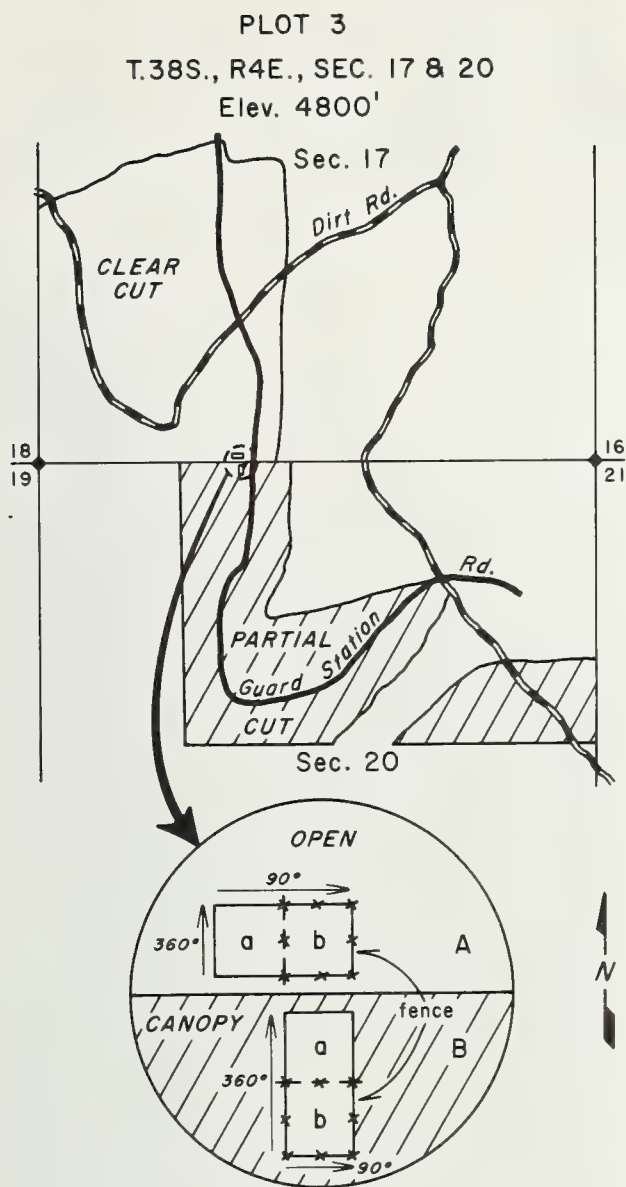 PLOT 3
T.38S., R4E., SEC. 17 & 20
Elev. 4800'
Sec. 17
Dirt Rd.
CLEAR
CUT
18
16
19
21
Rd.
PARTIAL
Guard Station
CUT
Sec. 20
OPEN
90°
360°
a
b
A
N
CANOPY
fence
a
B
360°
b
90°